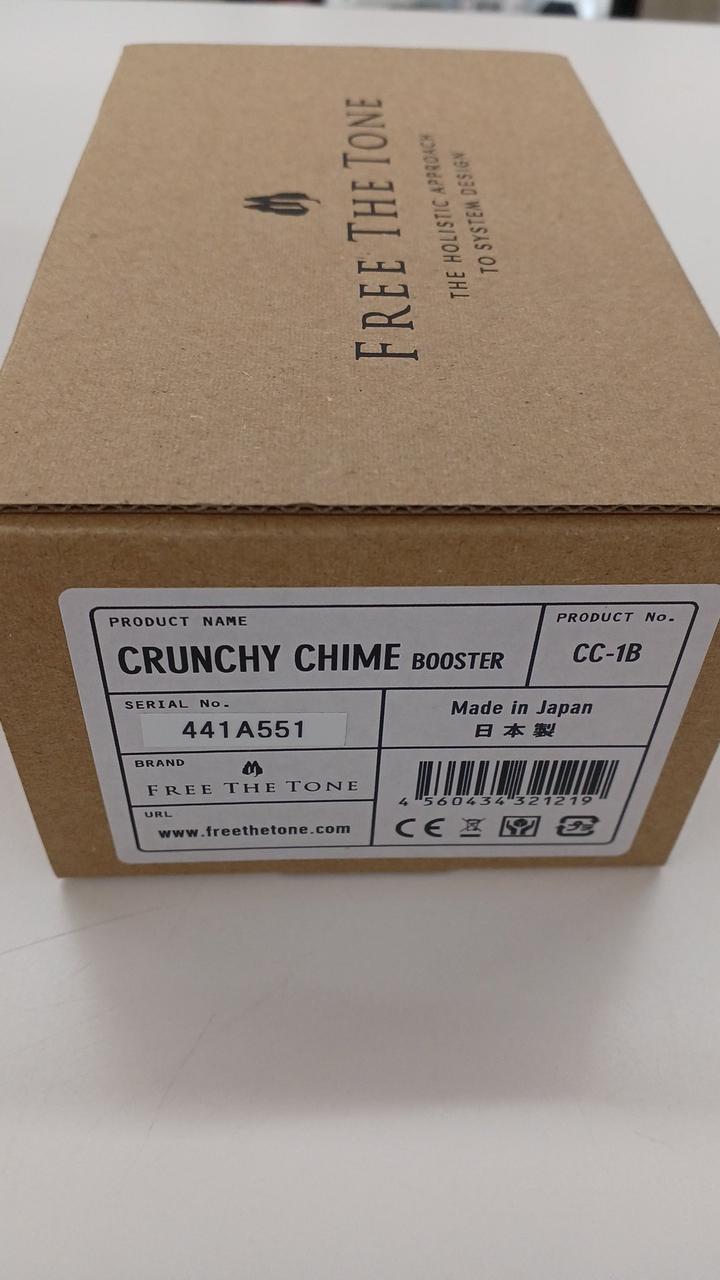 FREE THE TONE
THE HOLISTIC APPROACH
TO SYSTEM DESIGN
PRODUCT NAME
CRUNCHY CHIME BOOSTER
PRODUCT No.
CC-1B
SERIAL No.
441A551
Made in Japan
日本製
BRAND
FREE THE TONE
URL
www.freethetone.com
4 560434 321219
CE